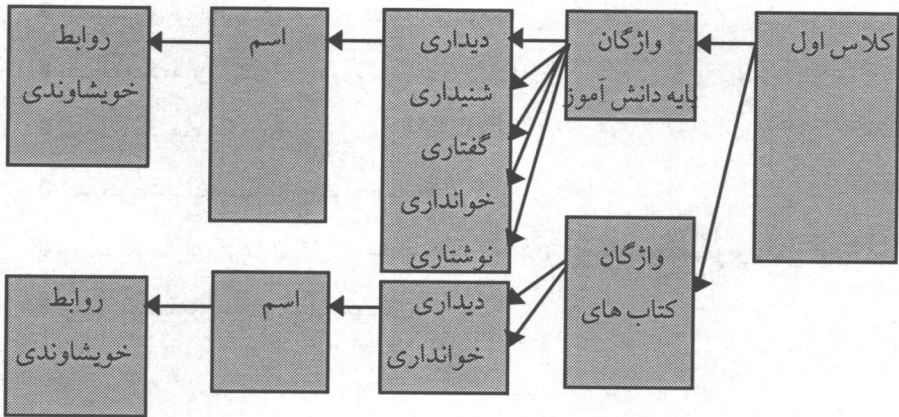 کلاس اول
واژگان
پایه دانش آموز
دیداری
شنیداری
گفتاری
خوانداری
نوشتاری
اسم
روابط
خویشاوندی
واژگان
کتاب های
دیداری
خوانداری
اسم
روابط
خویشاوندی